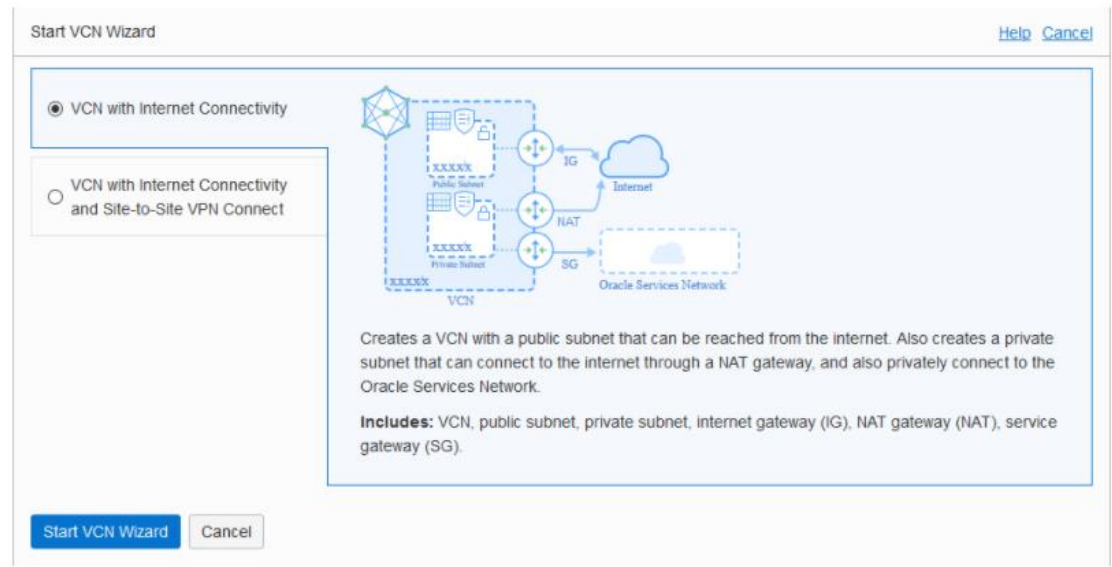 Start VCN Wizard
Help Cancel
VCN with Internet Connectivity
VCN with Internet Connectivity
and Site-to-Site VPN Connect
xxxx/x
Public Subnet
IG
Internet
NAT
xxxx/x
Private Subnet
SG
xxxx/x
VCN
Oracle Services Network
Creates a VCN with a public subnet that can be reached from the internet. Also creates a private
subnet that can connect to the internet through a NAT gateway, and also privately connect to the
Oracle Services Network.
Includes: VCN, public subnet, private subnet, internet gateway (IG), NAT gateway (NAT), service
gateway (SG).
Start VCN Wizard
Cancel